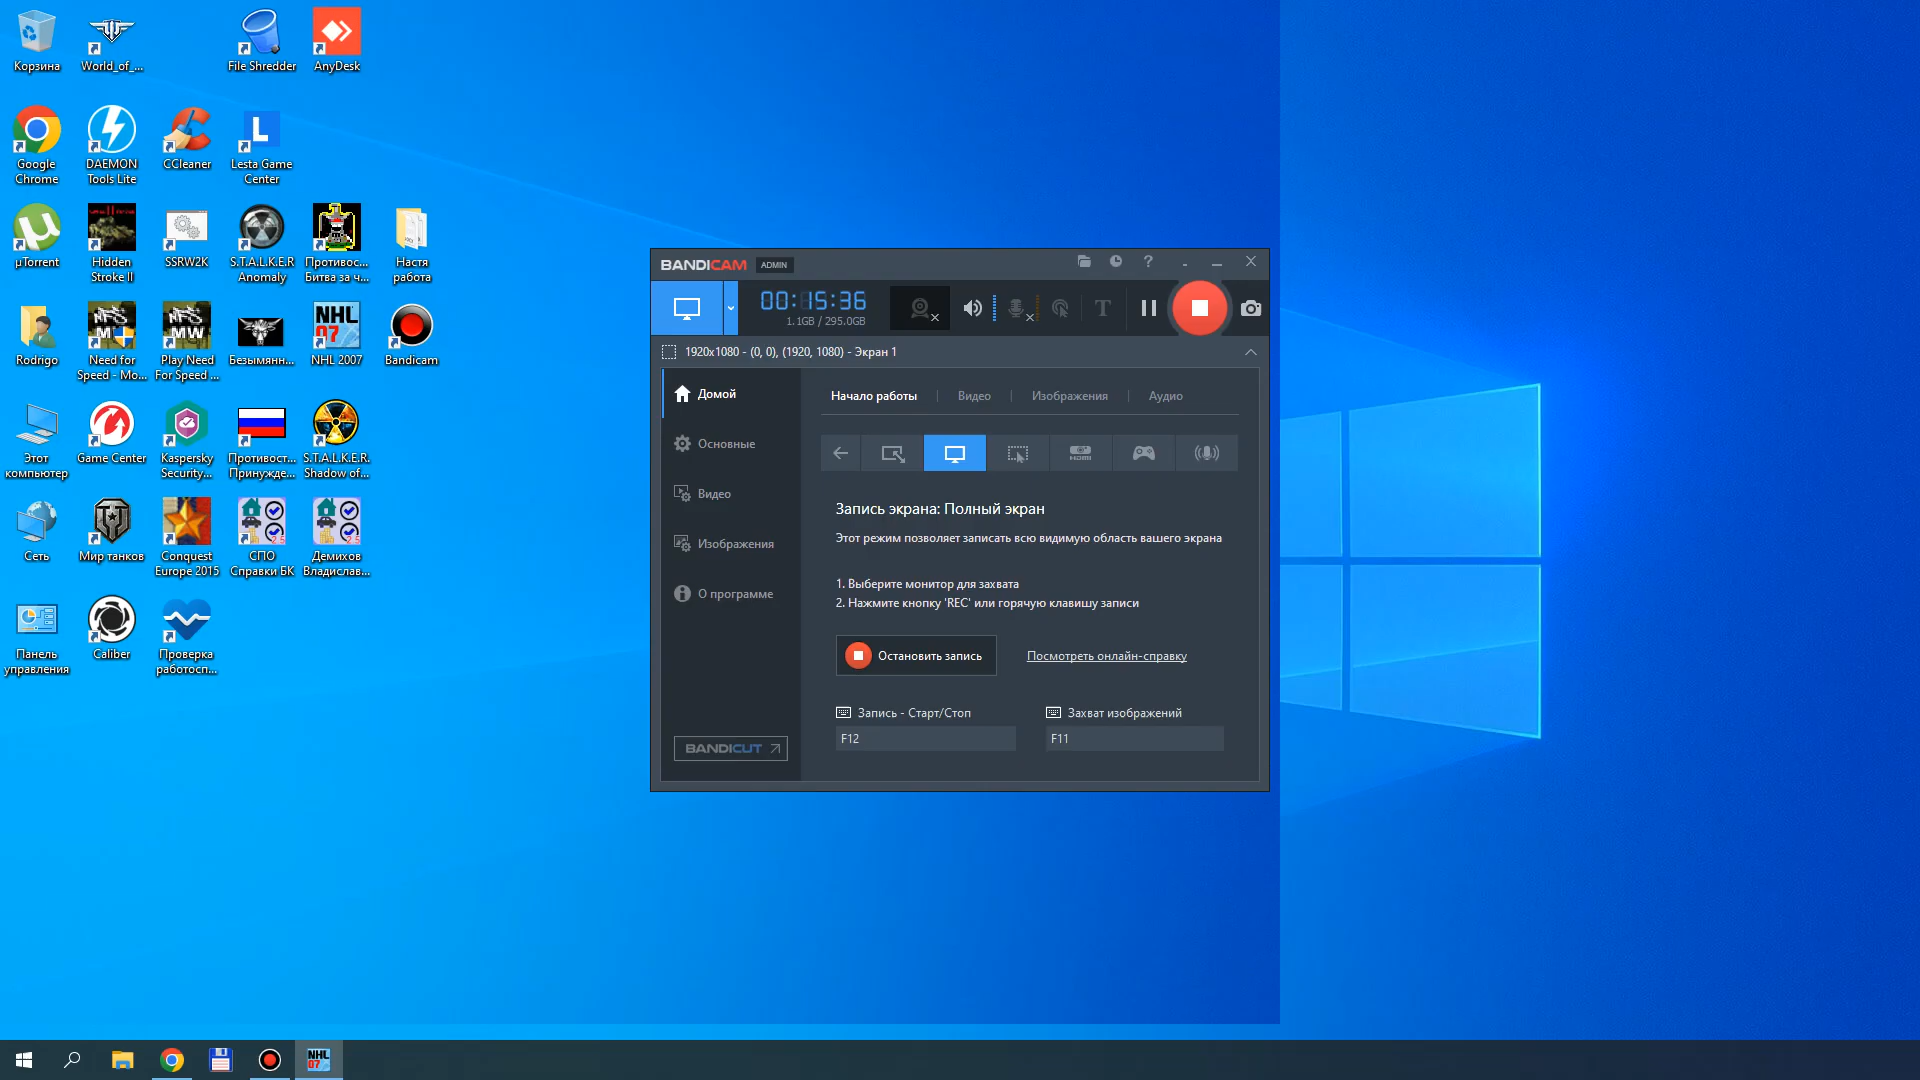 Корзина
World_of_...
File Shredder
AnyDesk
Google
Chrome
DAEMON
Tools Lite
CCleaner
Lesta Game
Center
µTorrent
Hidden
Stroke II
SSRW2K
S.T.A.L.K.E.R
Anomaly
Противос...
Битва за ч...
Настя
работа
Rodrigo
Need for
Speed - Mo...
Play Need
For Speed ...
Безымянн...
NHL
07
NHL 2007
Bandicam
Этот
компьютер
Game Center
Kaspersky
Security...
Противост...
Принужде...
S.T.A.L.K.E.R.
Shadow of...
Сеть
Мир танков
Conquest
Europe 2015
СПО
Справки БК
Демихов
Владислав...
Панель
управления
Caliber
Проверка
работосп...
BANDICAM ADMIN
00:15:36
1.1GB / 295.0GB
1920x1080 - (0, 0), (1920, 1080) - Экран 1
Домой
Основные
Видео
Изображения
О программе
BANDICUT
Начало работы
Видео
Изображения
Аудио
HDMI
Запись экрана: Полный экран
Этот режим позволяет записать всю видимую область вашего экрана
1. Выберите монитор для захвата
2. Нажмите кнопку 'REC' или горячую клавишу записи
Остановить запись
Посмотреть онлайн-справку
Запись - Старт/Стоп
Захват изображений
F12
F11
NHL
07